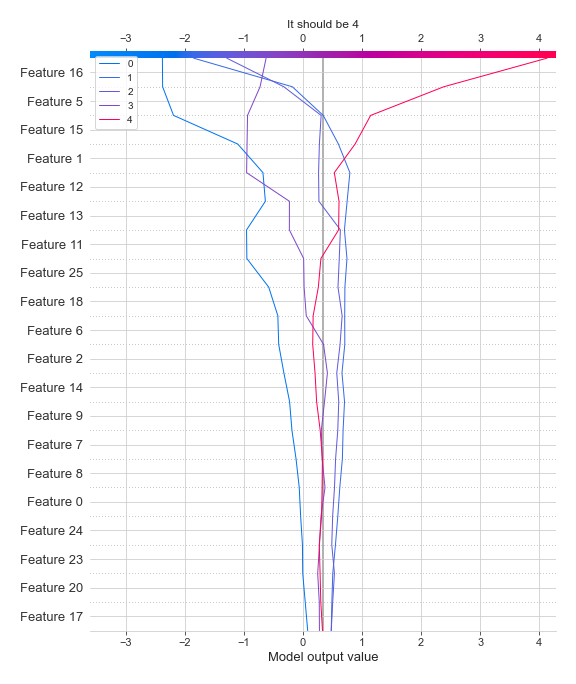 It should be 4
−3 −2 −1 0 1 2 3 4
0
1
2
3
4
Feature 16
Feature 5
Feature 15
Feature 1
Feature 12
Feature 13
Feature 11
Feature 25
Feature 18
Feature 6
Feature 2
Feature 14
Feature 9
Feature 7
Feature 8
Feature 0
Feature 24
Feature 23
Feature 20
Feature 17
−3 −2 −1 0 1 2 3 4
Model output value